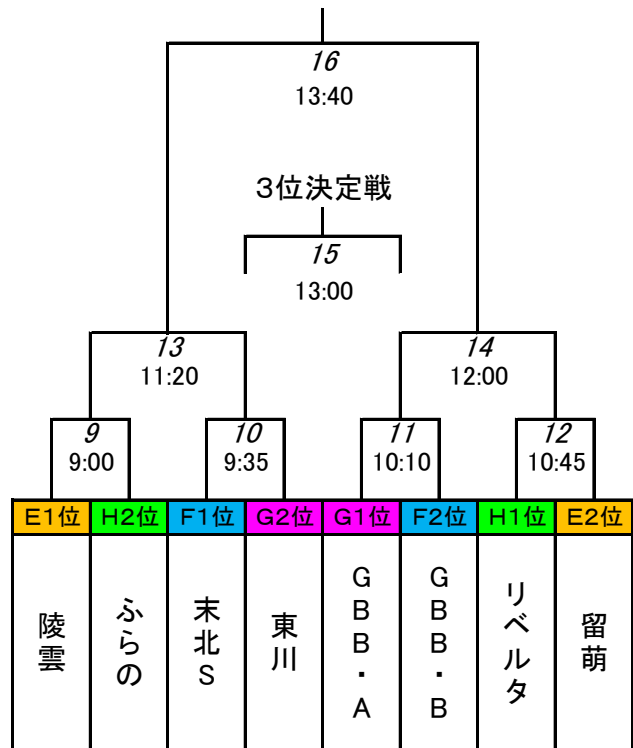 16
13:40
3位決定戦
15
13:00
13
11:20
14
12:00
9
9:00
10
9:35
11
10:10
12
10:45
E1位
H2位
F1位
G2位
G1位
F2位
H1位
E2位
陵雲
ふらの
末北S
東川
GBB・A
GBB・B
リベルタ
留萌